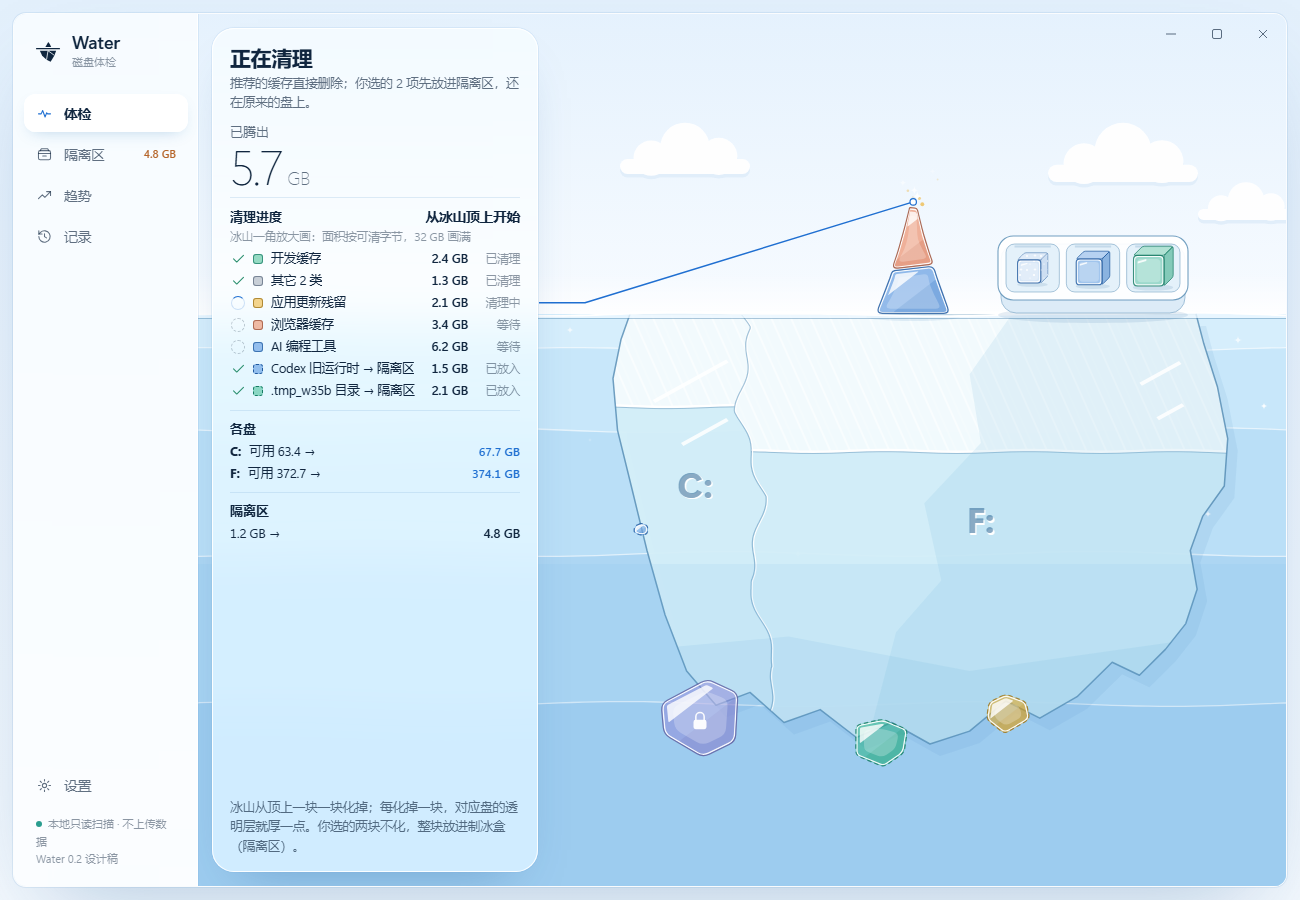 Water
磁盘体检
体检
隔离区 4.8 GB
趋势
记录
设置
本地只读扫描 · 不上传数
据
Water 0.2 设计稿
正在清理
推荐的缓存直接删除；你选的 2 项先放进隔离区，还
在原来的盘上。
已腾出
5.7 GB
清理进度 从冰山顶上开始
冰山一角放大画：面积按可清字节，32 GB 画满
开发缓存 2.4 GB 已清理
其它 2 类 1.3 GB 已清理
应用更新残留 2.1 GB 清理中
浏览器缓存 3.4 GB 等待
AI 编程工具 6.2 GB 等待
Codex 旧运行时 → 隔离区 1.5 GB 已放入
.tmp_w35b 目录 → 隔离区 2.1 GB 已放入
各盘
C: 可用 63.4 → 67.7 GB
F: 可用 372.7 → 374.1 GB
隔离区
1.2 GB → 4.8 GB
冰山从顶上一块一块化掉；每化掉一块，对应盘的透
明层就厚一点。你选的两块不化，整块放进制冰盒
（隔离区）。
C:
F: